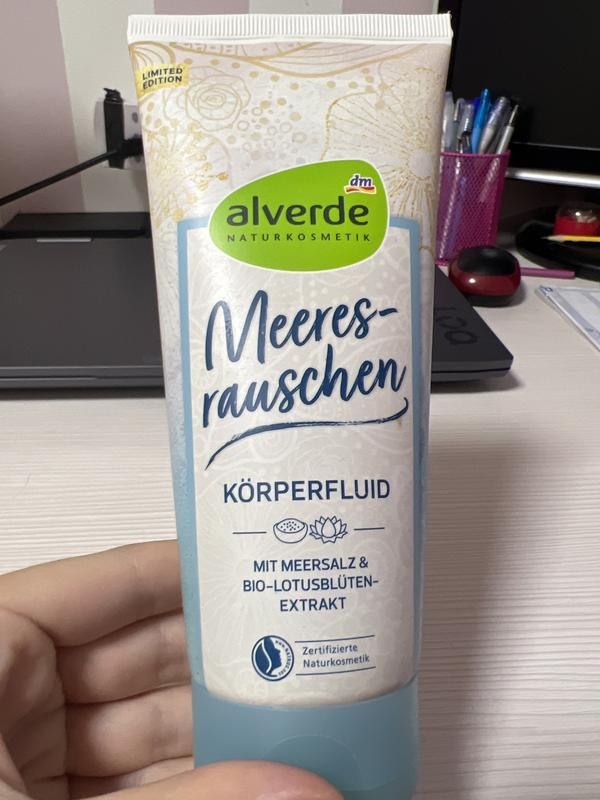 LIMITED
EDITION
dm
alverde
NATURKOSMETIK
Meeres-
rauschen
KÖRPERFLUID
MIT MEERSALZ &
BIO-LOTUSBLÜTEN-
EXTRAKT
Zertifizierte
Naturkosmetik